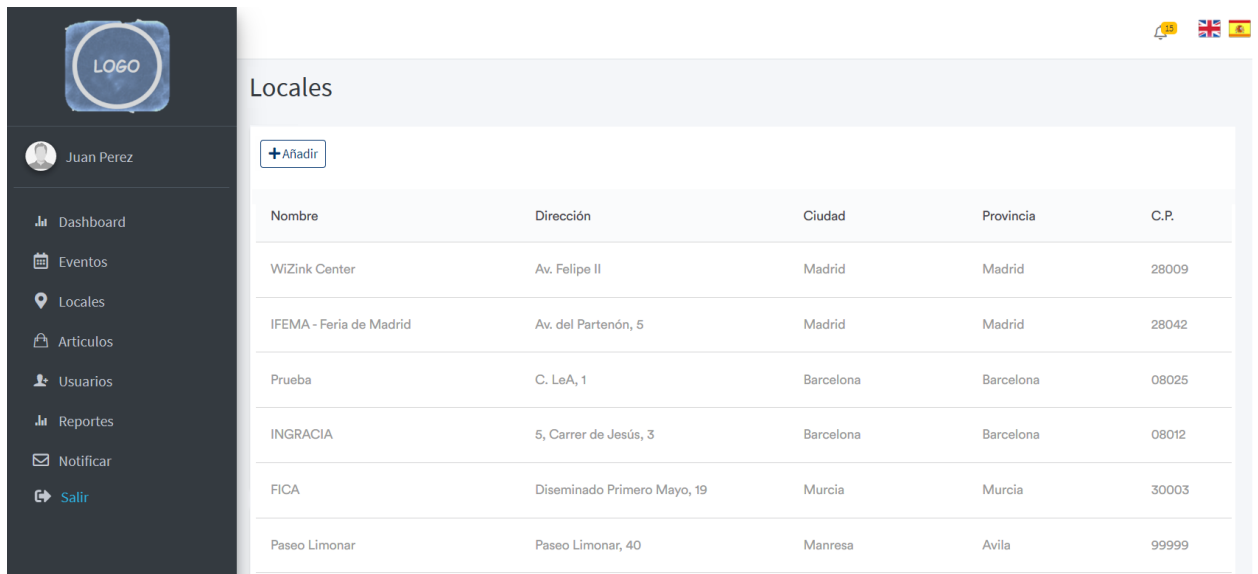 LOGO
15
Locales
Juan Perez
Añadir
Dashboard
Eventos
Locales
Articulos
Usuarios
Reportes
Notificar
Salir
Nombre Dirección Ciudad Provincia C.P.
WiZink Center Av. Felipe II Madrid Madrid 28009
IFEMA - Feria de Madrid Av. del Partenón, 5 Madrid Madrid 28042
Prueba C. LeA, 1 Barcelona Barcelona 08025
INGRACIA 5, Carrer de Jesús, 3 Barcelona Barcelona 08012
FICA Diseminado Primero Mayo, 19 Murcia Murcia 30003
Paseo Limonar Paseo Limonar, 40 Manresa Avila 99999